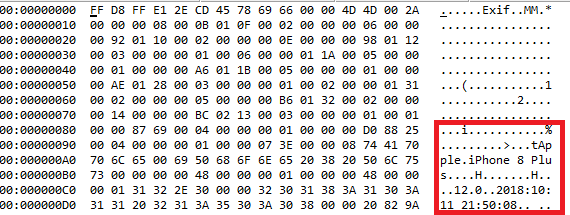 00:00000000 FF D8 FF E1 2E CD 45 78 69 66 00 00 4D 4D 00 2A ......Exif..MM.*
00:00000010 00 00 00 08 00 0B 01 0F 00 02 00 00 00 06 00 00 ................
00:00000020 00 92 01 10 00 02 00 00 00 0E 00 00 00 98 01 12 ................
00:00000030 00 03 00 00 00 01 00 06 00 00 01 1A 00 05 00 00 ................
00:00000040 00 01 00 00 00 A6 01 1B 00 05 00 00 00 01 00 00 ................
00:00000050 00 AE 01 28 00 03 00 00 00 01 00 02 00 00 01 31 ...(...........1
00:00000060 00 02 00 00 00 05 00 00 00 B6 01 32 00 02 00 00 ...........2....
00:00000070 00 14 00 00 00 BC 02 13 00 03 00 00 00 01 00 01 ................
00:00000080 00 00 87 69 00 04 00 00 00 01 00 00 00 D0 88 25 ...i...........%
00:00000090 00 04 00 00 00 01 00 00 07 3E 00 00 08 74 41 70 .........>...tAp
00:000000A0 70 6C 65 00 69 50 68 6F 6E 65 20 38 20 50 6C 75 ple.iPhone 8 Plu
00:000000B0 73 00 00 00 00 48 00 00 00 01 00 00 00 48 00 00 s....H.......H..
00:000000C0 00 01 31 32 2E 30 00 00 32 30 31 38 3A 31 30 3A ..12.0..2018:10:
00:000000D0 31 31 20 32 31 3A 35 30 3A 30 38 00 00 20 82 9A 11 21:50:08.. ..